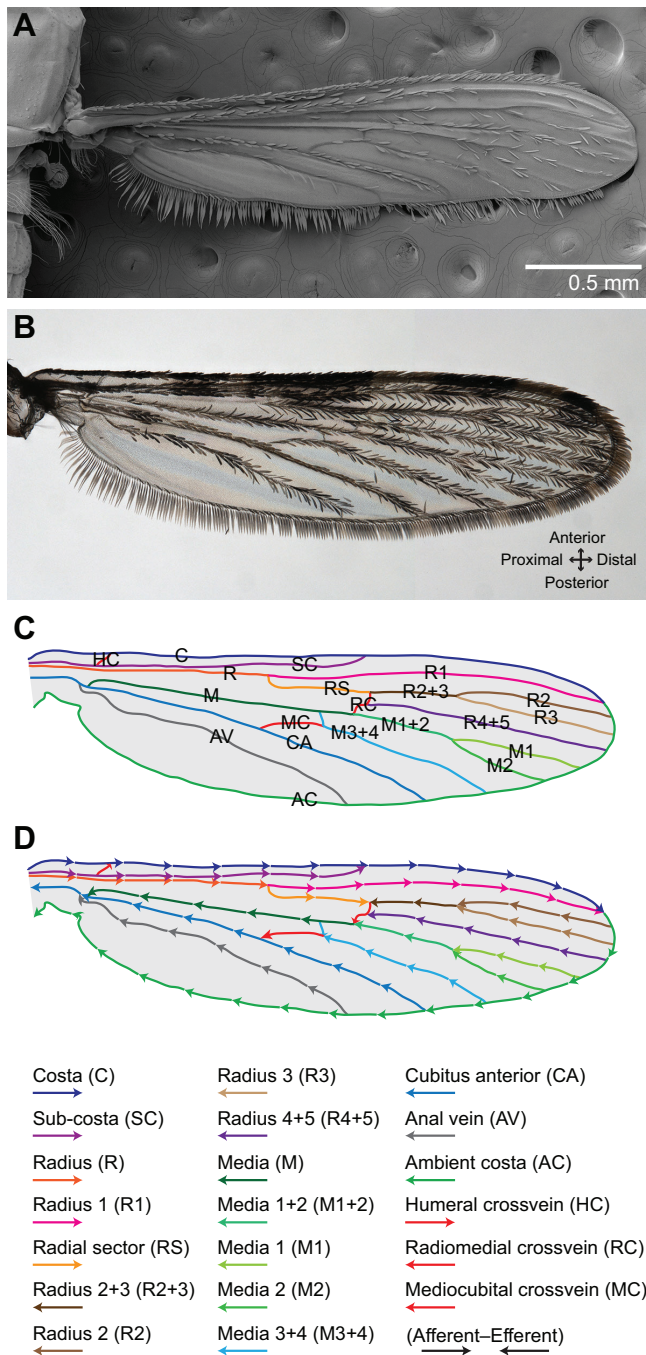 A
0.5 mm
B
Anterior
Proximal Distal
Posterior
C
HC C SC R1
R RS R2+3 R2
M RC R3
MC M1+2 R4+5
AV CA M3+4 M1
M2
AC
D
Costa (C) Radius 3 (R3) Cubitus anterior (CA)
Sub-costa (SC) Radius 4+5 (R4+5) Anal vein (AV)
Radius (R) Media (M) Ambient costa (AC)
Radius 1 (R1) Media 1+2 (M1+2) Humeral crossvein (HC)
Radial sector (RS) Media 1 (M1) Radiomedial crossvein (RC)
Radius 2+3 (R2+3) Media 2 (M2) Mediocubital crossvein (MC)
Radius 2 (R2) Media 3+4 (M3+4) (Afferent–Efferent)